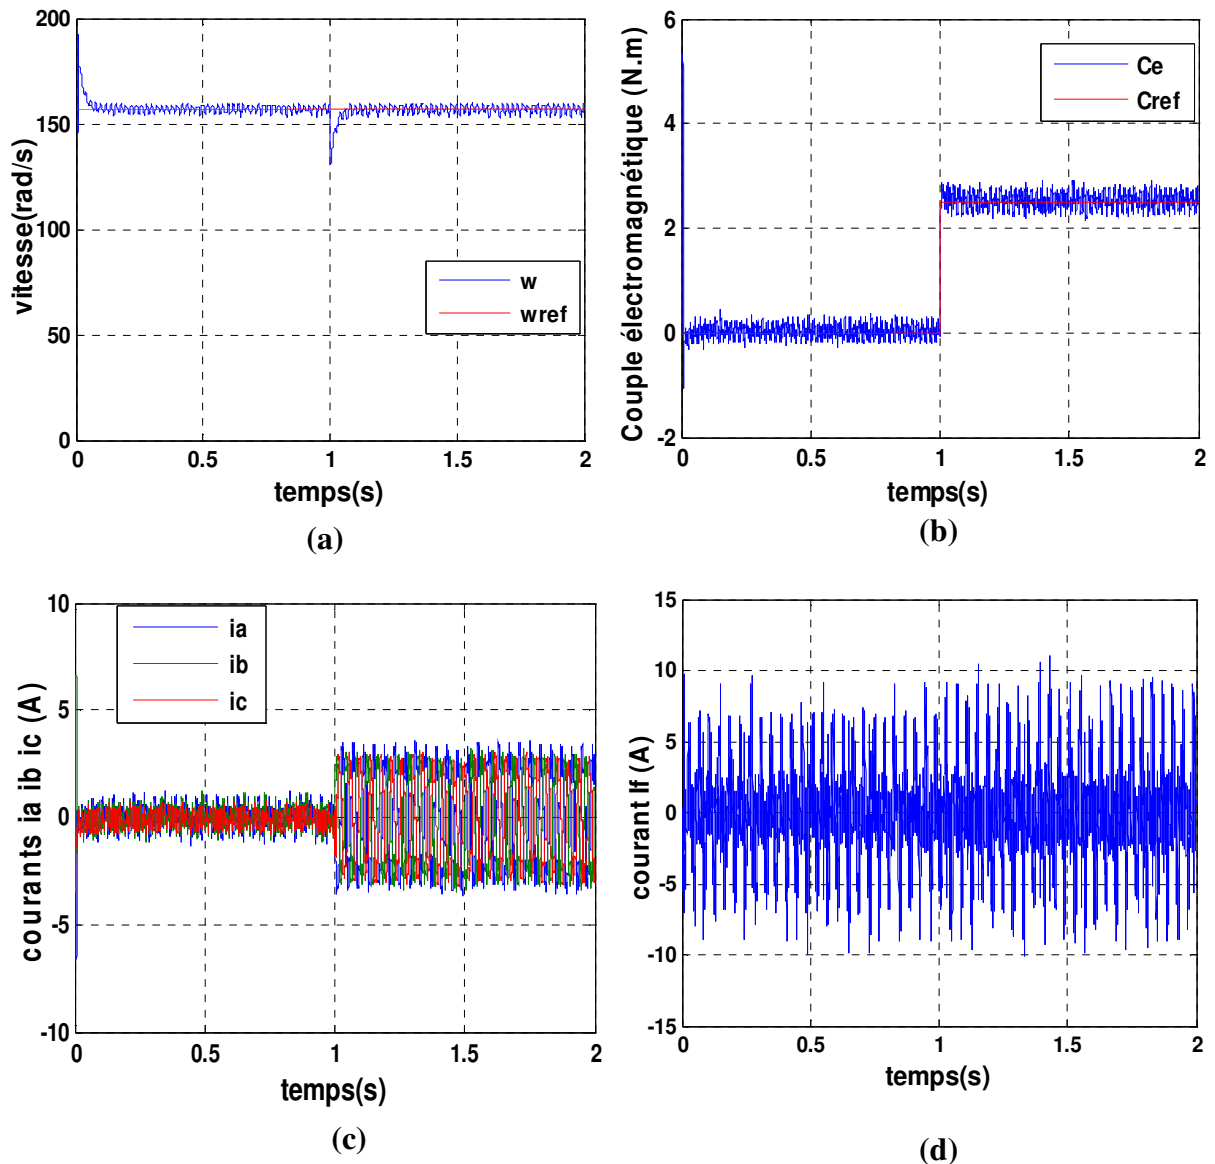 200
150
100
50
0
0
0.5
1
1.5
2
vitesse(rad/s)
temps(s)
w
wref
(a)
6
4
2
0
-2
0
0.5
1
1.5
2
Couple électromagnétique (N.m)
temps(s)
Ce
Cref
(b)
10
5
0
-5
-10
0
0.5
1
1.5
2
courants ia ib ic (A)
temps(s)
ia
ib
ic
(c)
15
10
5
0
-5
-10
-15
0
0.5
1
1.5
2
courant If (A)
temps(s)
(d)